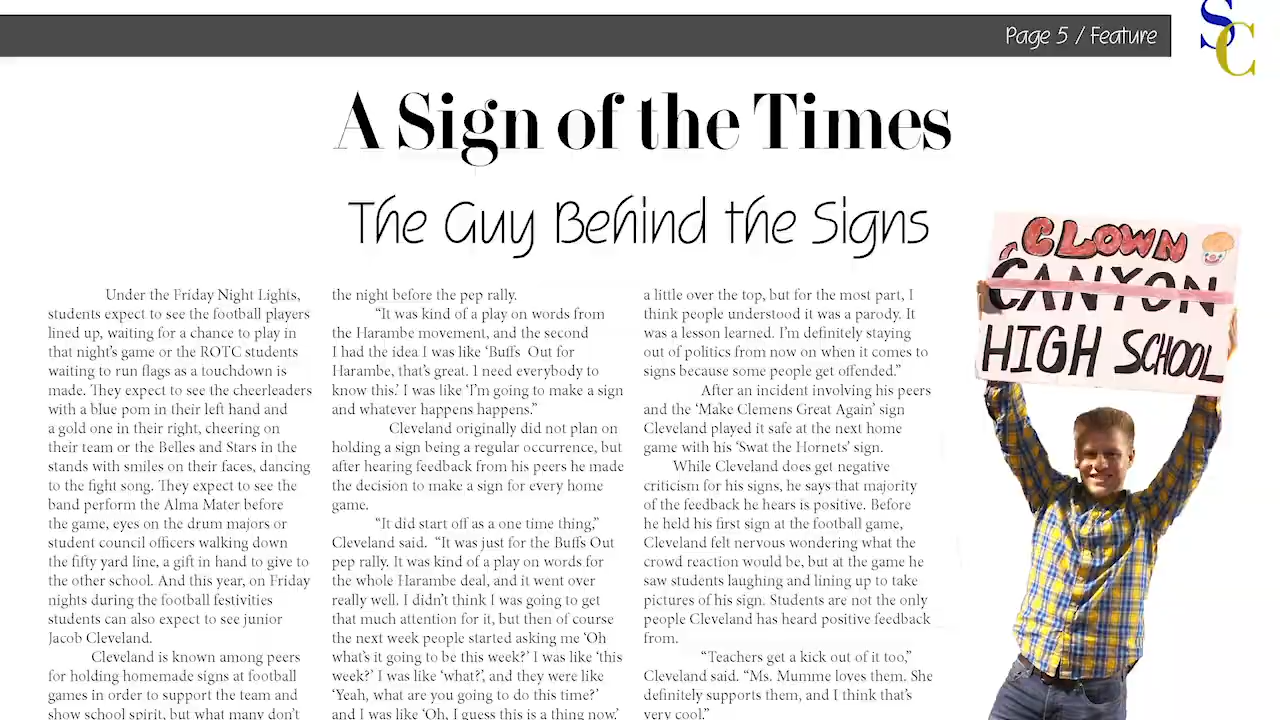 Page 5 / Feature
SC
A Sign of the Times
The Guy Behind the Signs
Under the Friday Night Lights,
students expect to see the football players
lined up, waiting for a chance to play in
that night's game or the ROTC students
waiting to run flags as a touchdown is
made. They expect to see the cheerleaders
with a blue pom in their left hand and
a gold one in their right, cheering on
their team or the Belles and Stars in the
stands with smiles on their faces, dancing
to the fight song. They expect to see the
band perform the Alma Mater before
the game, eyes on the drum majors or
student council officers walking down
the fifty yard line, a gift in hand to give to
the other school. And this year, on Friday
nights during the football festivities
students can also expect to see junior
Jacob Cleveland.
Cleveland is known among peers
for holding homemade signs at football
games in order to support the team and
show school spirit, but what many don't
the night before the pep rally.
"It was kind of a play on words from
the Harambe movement, and the second
I had the idea I was like 'Buffs Out for
Harambe, that's great. I need everybody to
know this.' I was like 'I'm going to make a sign
and whatever happens happens."
Cleveland originally did not plan on
holding a sign being a regular occurrence, but
after hearing feedback from his peers he made
the decision to make a sign for every home
game.
"It did start off as a one time thing,"
Cleveland said. "It was just for the Buffs Out
pep rally. It was kind of a play on words for
the whole Harambe deal, and it went over
really well. I didn't think I was going to get
that much attention for it, but then of course
the next week people started asking me 'Oh
what's it going to be this week?' I was like 'this
week?' I was like 'what?', and they were like
'Yeah, what are you going to do this time?'
and I was like 'Oh, I guess this is a thing now.'
a little over the top, but for the most part, I
think people understood it was a parody. It
was a lesson learned. I'm definitely staying
out of politics from now on when it comes to
signs because some people get offended."
After an incident involving his peers
and the 'Make Clemens Great Again' sign
Cleveland played it safe at the next home
game with his 'Swat the Hornets' sign.
While Cleveland does get negative
criticism for his signs, he says that majority
of the feedback he hears is positive. Before
he held his first sign at the football game,
Cleveland felt nervous wondering what the
crowd reaction would be, but at the game he
saw students laughing and lining up to take
pictures of his sign. Students are not the only
people Cleveland has heard positive feedback
from.
"Teachers get a kick out of it too,"
Cleveland said. "Ms. Mumme loves them. She
definitely supports them, and I think that's
very cool."
CLOWN
CANYON
HIGH SCHOOL